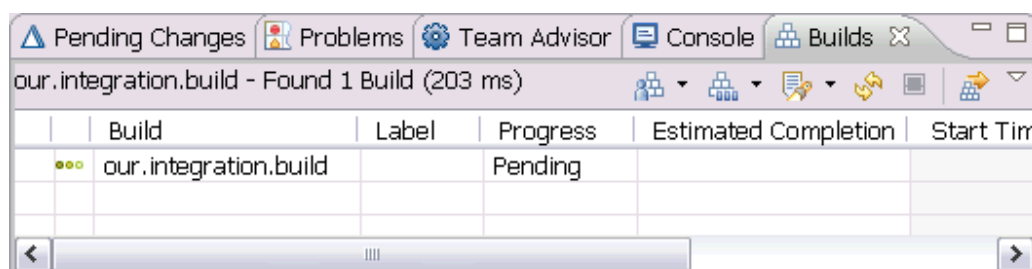 Pending Changes Problems Team Advisor Console Builds
our.integration.build - Found 1 Build (203 ms)
Build Label Progress Estimated Completion Start Tim
our.integration.build Pending